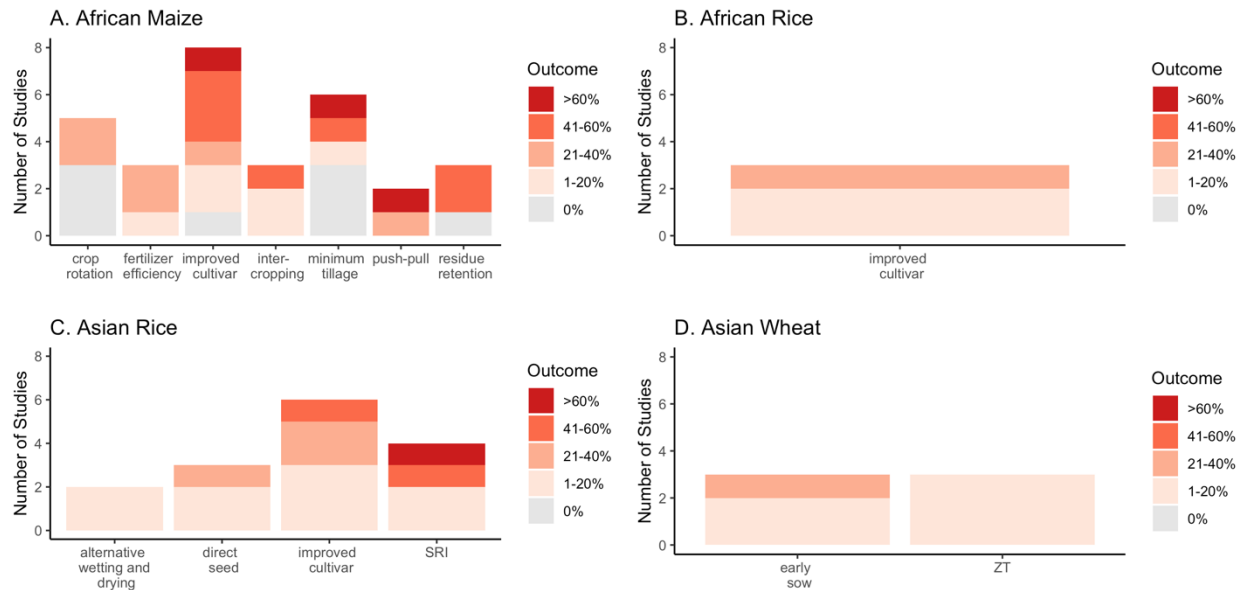 A. African Maize
Number of Studies
8
6
4
2
0
crop
rotation
fertilizer
efficiency
improved
cultivar
inter-
cropping
minimum
tillage
push-pull
residue
retention
Outcome
>60%
41-60%
21-40%
1-20%
0%
B. African Rice
Number of Studies
8
6
4
2
0
improved
cultivar
Outcome
>60%
41-60%
21-40%
1-20%
0%
C. Asian Rice
Number of Studies
8
6
4
2
0
alternative
wetting and
drying
direct
seed
improved
cultivar
SRI
Outcome
>60%
41-60%
21-40%
1-20%
0%
D. Asian Wheat
Number of Studies
8
6
4
2
0
early
sow
ZT
Outcome
>60%
41-60%
21-40%
1-20%
0%